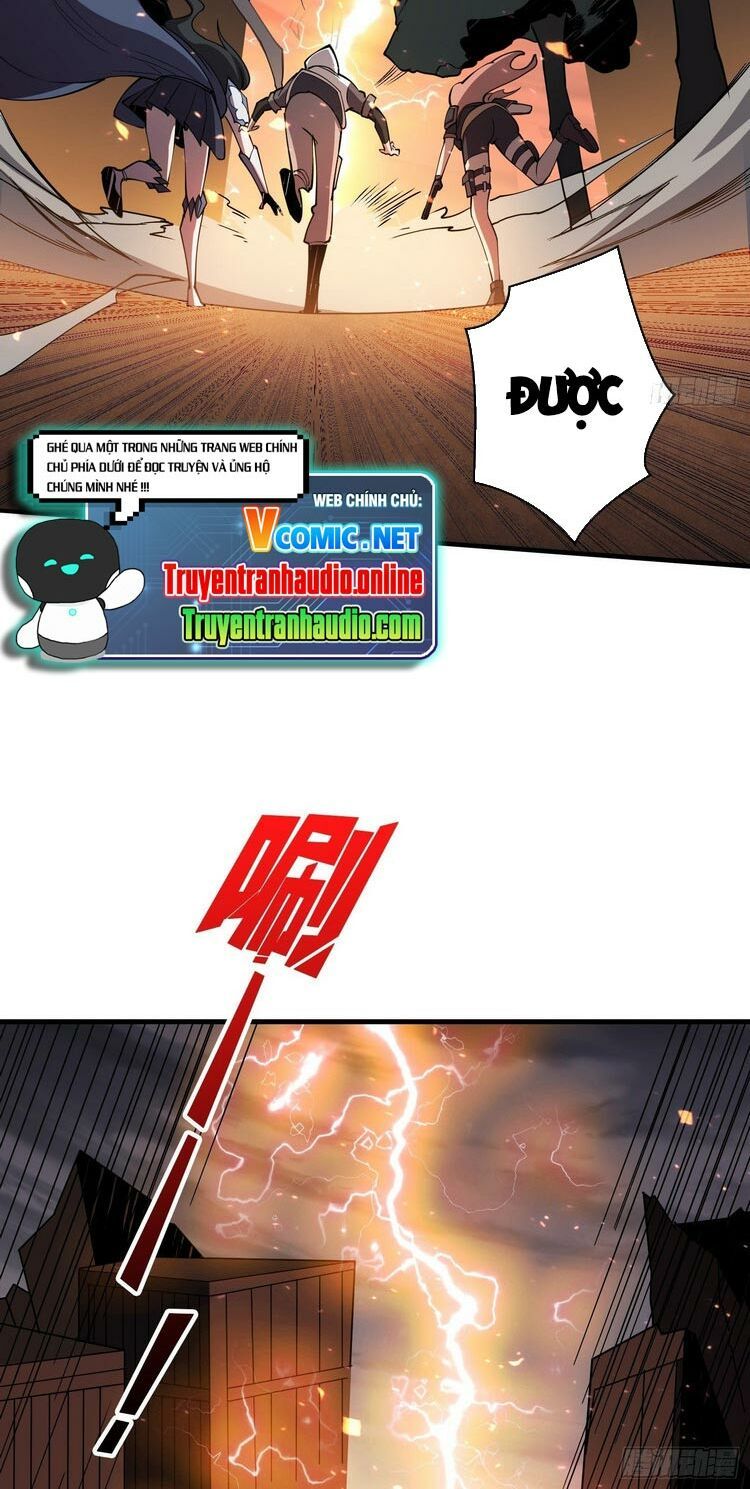 ĐƯỢC
GHÉ QUA MỘT TRONG NHỮNG TRANG WEB CHÍNH
CHỦ PHÍA DƯỚI ĐỂ ĐỌC TRUYỆN VÀ ỦNG HỘ
CHÚNG MÌNH NHÉ !!!
WEB CHÍNH CHỦ:
VCOMIC.NET
Truyentranhaudio.online
Truyentranhaudio.com
唰